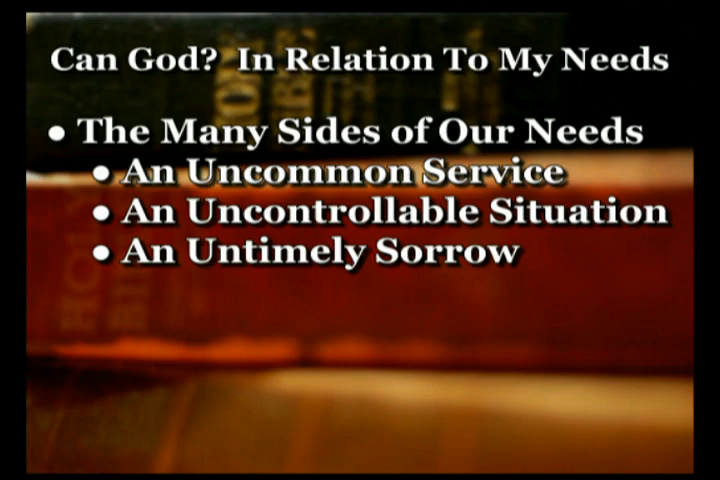 Can God?  In Relation To My Needs
• The Many Sides of Our Needs
• An Uncommon Service
• An Uncontrollable Situation
• An Untimely Sorrow
HOLY